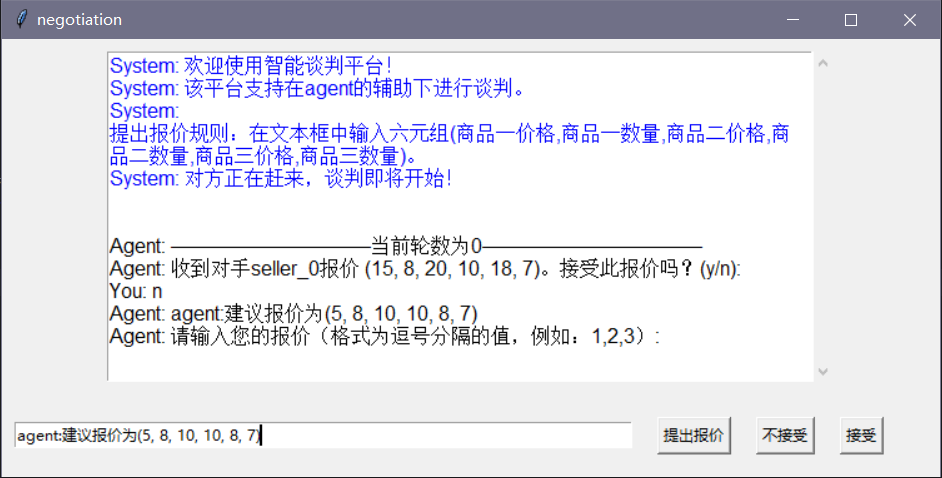 negotiation
System: 欢迎使用智能谈判平台!
System: 该平台支持在agent的辅助下进行谈判。
System:
提出报价规则：在文本框中输入六元组(商品一价格,商品一数量,商品二价格,商
品二数量,商品三价格,商品三数量)。
System: 对方正在赶来，谈判即将开始!
Agent: ——————————当前轮数为0———————————
Agent: 收到对手seller_0报价 (15, 8, 20, 10, 18, 7)。接受此报价吗？(y/n):
You: n
Agent: agent:建议报价为(5, 8, 10, 10, 8, 7)
Agent: 请输入您的报价（格式为逗号分隔的值，例如：1,2,3）:
agent:建议报价为(5, 8, 10, 10, 8, 7)
提出报价 不接受 接受